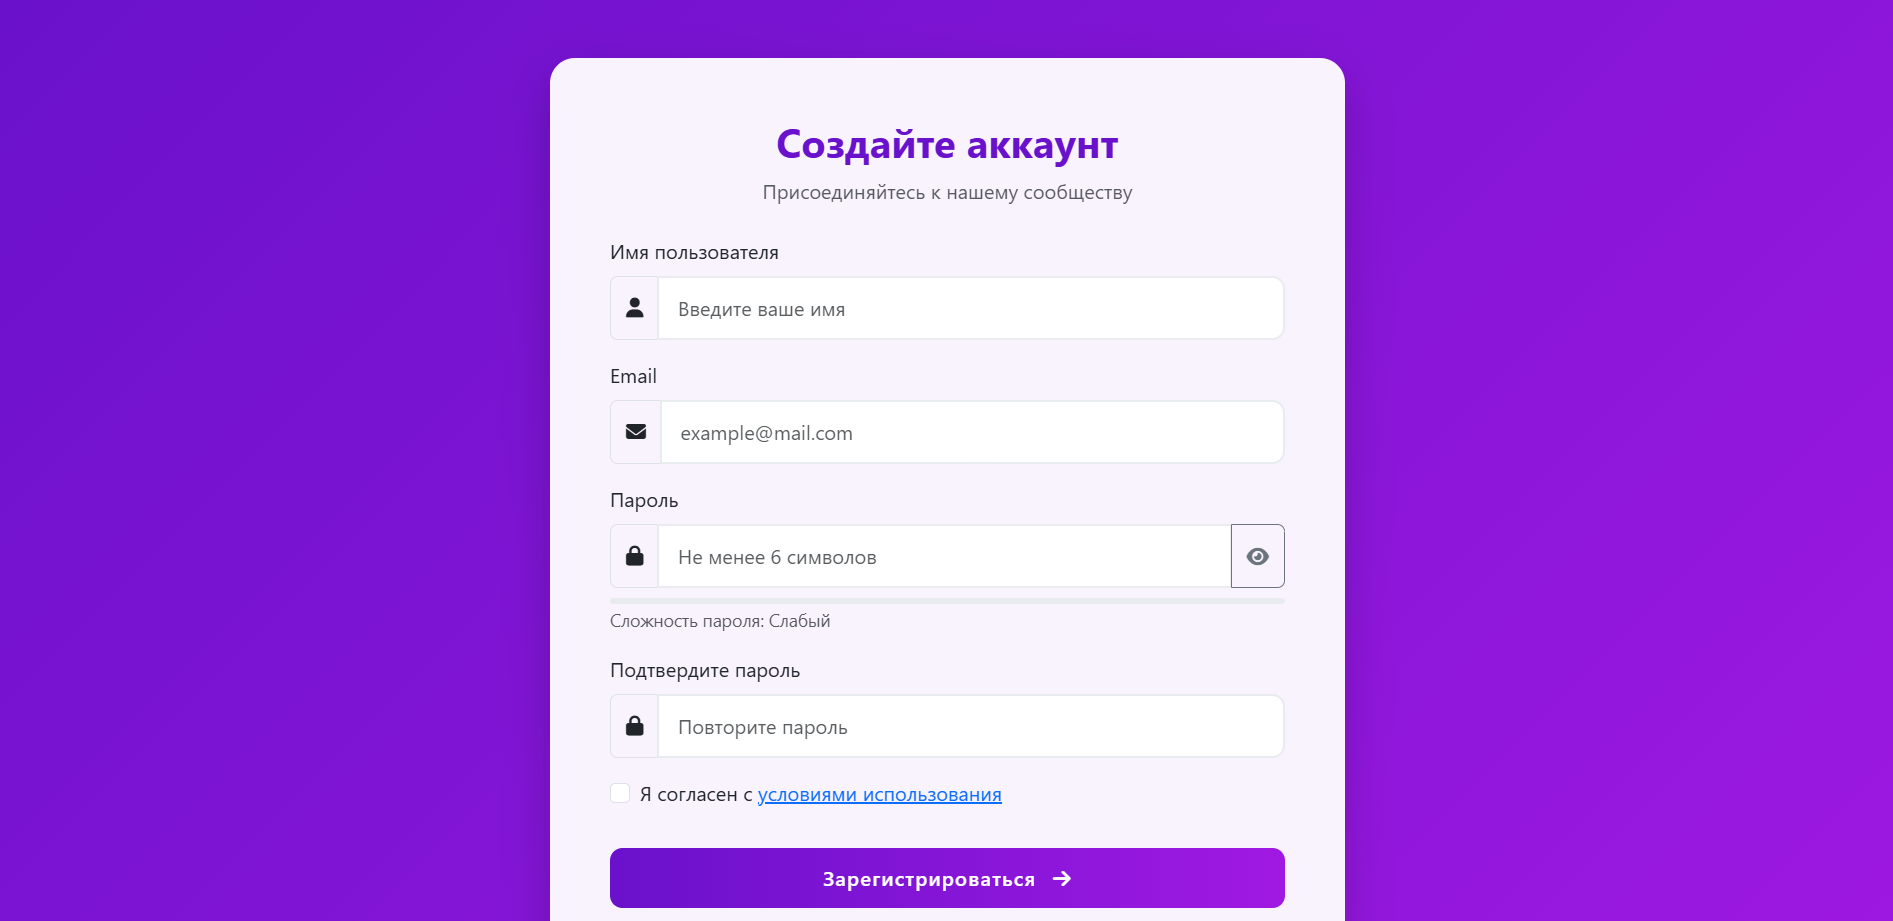 Создайте аккаунт
Присоединяйтесь к нашему сообществу
Имя пользователя
Введите ваше имя
Email
example@mail.com
Пароль
Не менее 6 символов
Сложность пароля: Слабый
Подтвердите пароль
Повторите пароль
Я согласен с условиями использования
Зарегистрироваться